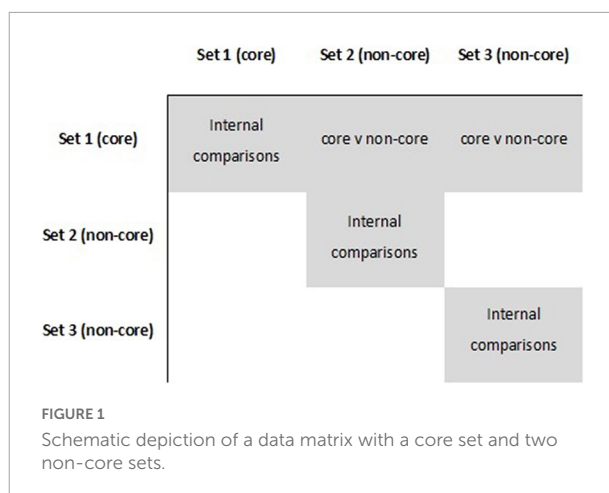 Set 1 (core) Set 2 (non-core) Set 3 (non-core)
Set 1 (core) Internal comparisons core v non-core core v non-core
Set 2 (non-core) Internal comparisons
Set 3 (non-core) Internal comparisons
FIGURE 1
Schematic depiction of a data matrix with a core set and two
non-core sets.